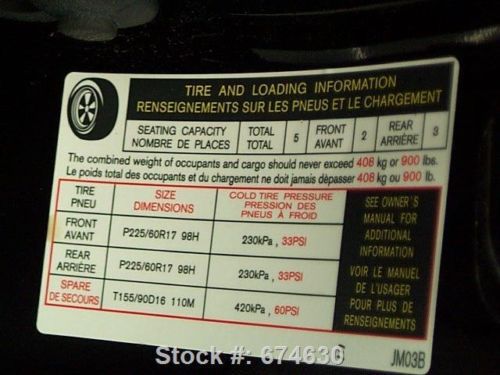 TIRE AND LOADING INFORMATION
RENSEIGNEMENTS SUR LES PNEUS ET LE CHARGEMENT
SEATING CAPACITY TOTAL 5 FRONT 2 REAR 3
NOMBRE DE PLACES TOTAL AVANT ARRIÈRE
The combined weight of occupants and cargo should never exceed 408 kg or 900 lbs.
Le poids total des occupants et du chargement ne doit jamais dépasser 408 kg ou 900 lb.
TIRE SIZE COLD TIRE PRESSURE
PNEU DIMENSIONS PRESSION DES
PNEUS À FROID
FRONT
AVANT P225/60R17 98H 230kPa , 33PSI
REAR
ARRIÈRE P225/60R17 98H 230kPa , 33PSI
SPARE
DE SECOURS T155/90D16 110M 420kPa , 60PSI
SEE OWNER'S
MANUAL FOR
ADDITIONAL
INFORMATION
VOIR LE MANUEL
DE L'USAGER
POUR PLUS DE
RENSEIGNEMENTS
JM03B
Stock #: 674630